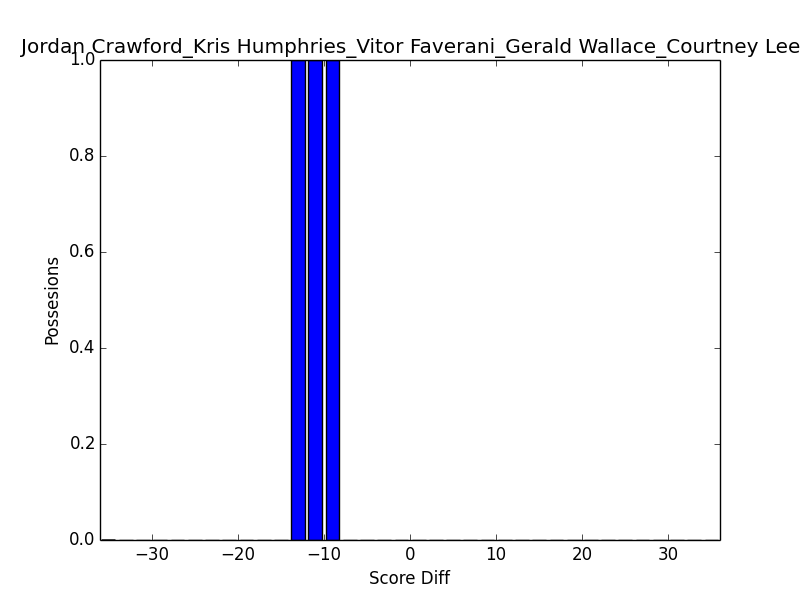 Jordan Crawford_Kris Humphries_Vitor Faverani_Gerald Wallace_Courtney Lee
1.0
0.8
0.6
0.4
0.2
0.0
Possesions
−30 −20 −10 0 10 20 30
Score Diff